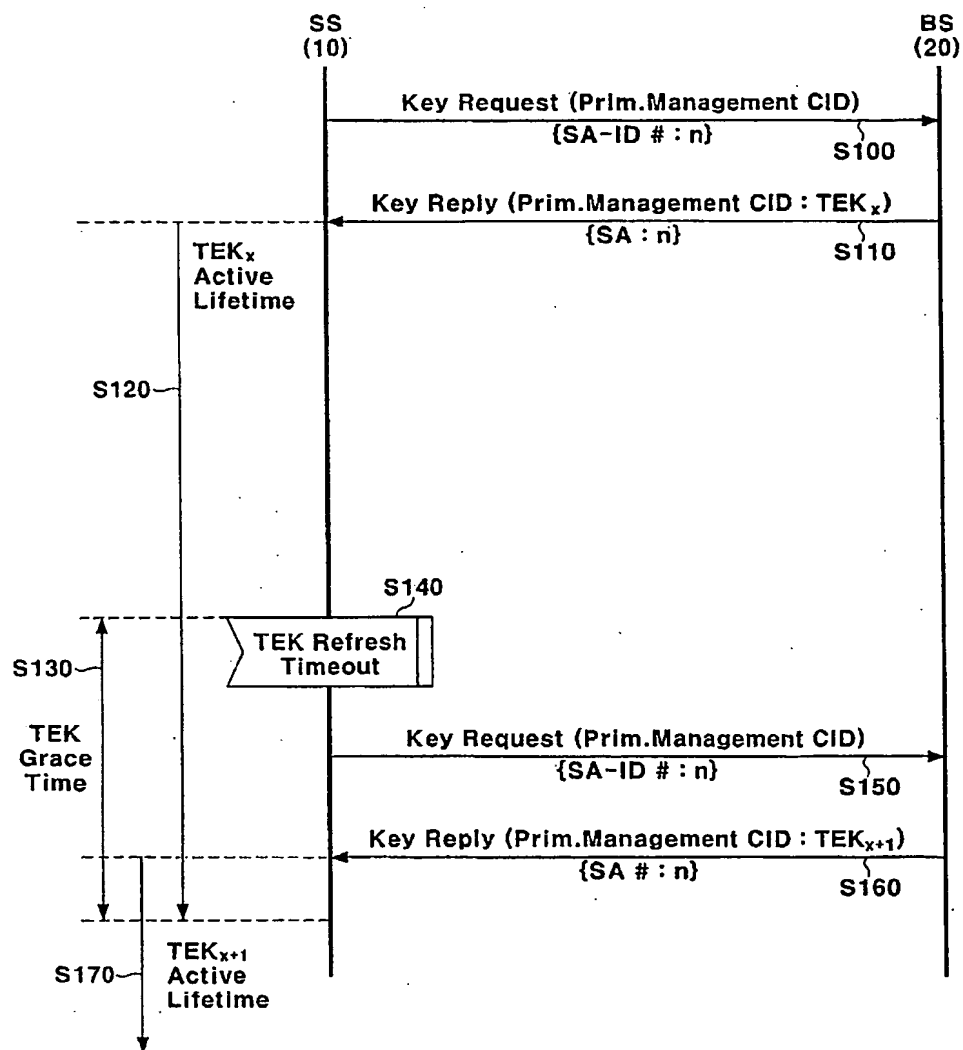 SS
(10)
BS
(20)
Key Request (Prim.Management CID)
{SA-ID # : n}
S100
Key Reply (Prim.Management CID : TEKx)
{SA : n}
S110
TEKx
Active
Lifetime
S120
S140
TEK Refresh
Timeout
S130
TEK
Grace
Time
Key Request (Prim.Management CID)
{SA-ID # : n}
S150
Key Reply (Prim.Management CID : TEKx+1)
{SA # : n}
S160
TEKx+1
Active
Lifetime
S170